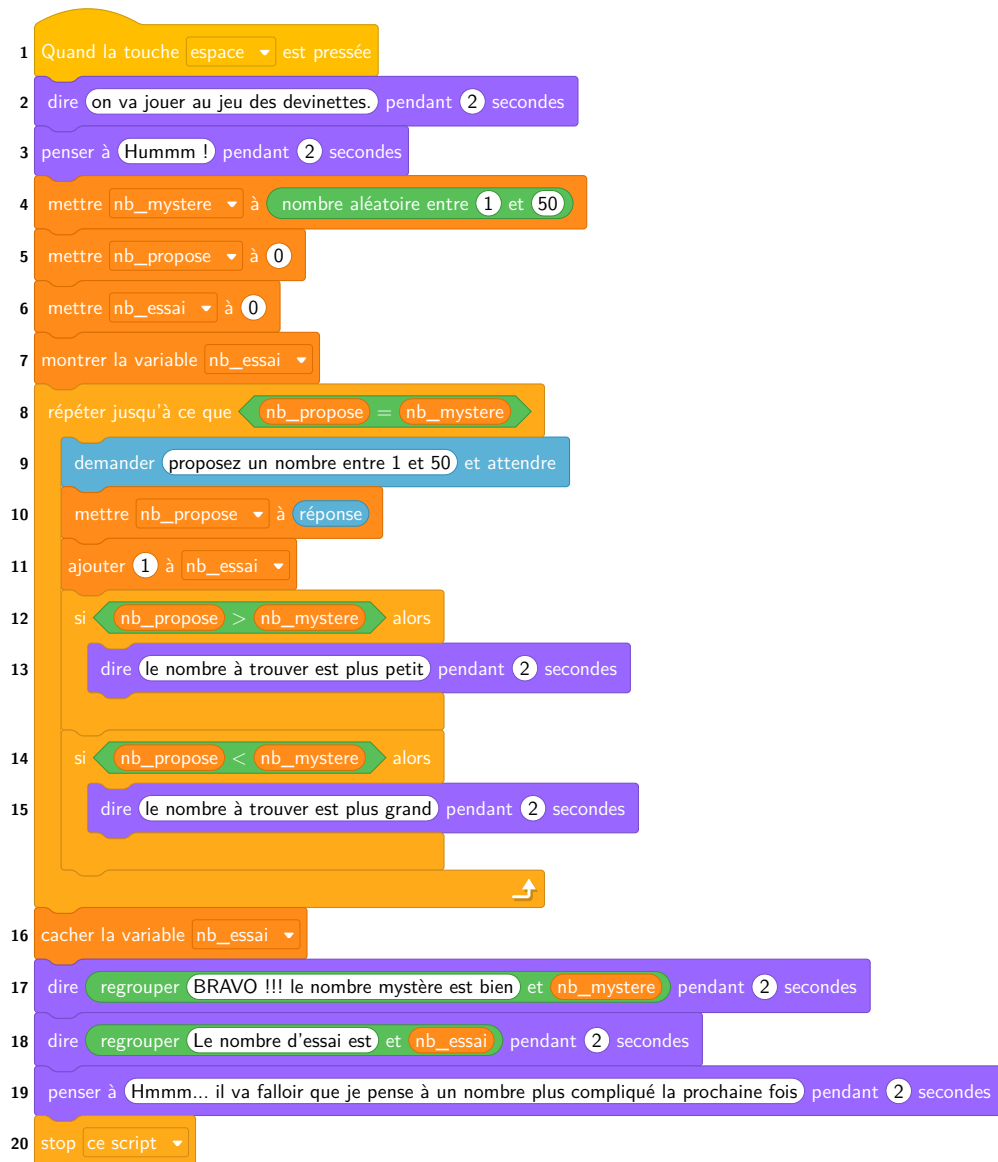 1 Quand la touche espace est pressée
2 dire on va jouer au jeu des devinettes. pendant 2 secondes
3 penser à Hummm ! pendant 2 secondes
4 mettre nb_mystere à nombre aléatoire entre 1 et 50
5 mettre nb_propose à 0
6 mettre nb_essai à 0
7 montrer la variable nb_essai
8 répéter jusqu'à ce que nb_propose = nb_mystere
9 demander proposez un nombre entre 1 et 50 et attendre
10 mettre nb_propose à réponse
11 ajouter 1 à nb_essai
12 si nb_propose > nb_mystere alors
13 dire le nombre à trouver est plus petit pendant 2 secondes
14 si nb_propose < nb_mystere alors
15 dire le nombre à trouver est plus grand pendant 2 secondes
16 cacher la variable nb_essai
17 dire regrouper BRAVO !!! le nombre mystère est bien et nb_mystere pendant 2 secondes
18 dire regrouper Le nombre d'essai est et nb_essai pendant 2 secondes
19 penser à Hmmm... il va falloir que je pense à un nombre plus compliqué la prochaine fois pendant 2 secondes
20 stop ce script